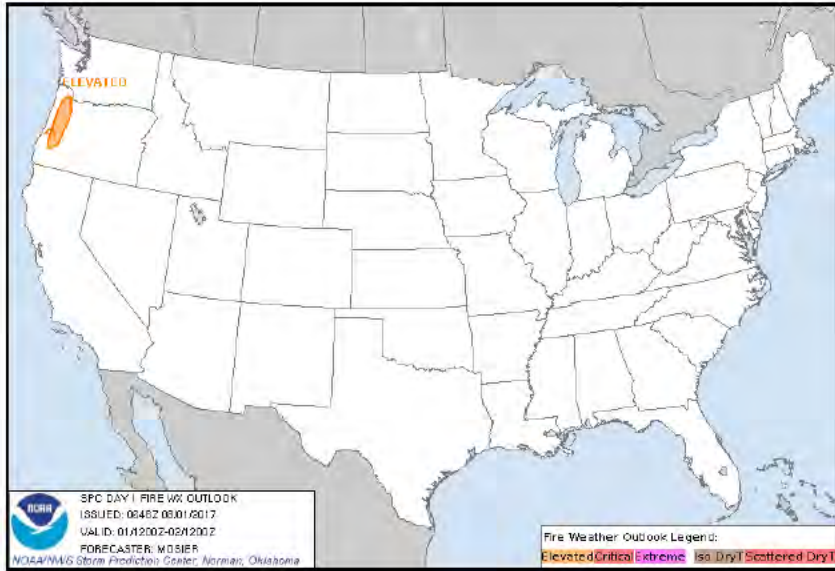 ELEVATED
SPC DAY 1 FIRE WX OUTLOOK
ISSUED: 0646Z 08/01/2017
VALID: 01/1200Z-02/1200Z
FORECASTER: MOSIER
NOAA/NWS Storm Prediction Center, Norman, Oklahoma
NOAA
Fire Weather Outlook Legend:
Elevated Critical Extreme Iso DryT Scattered DryT